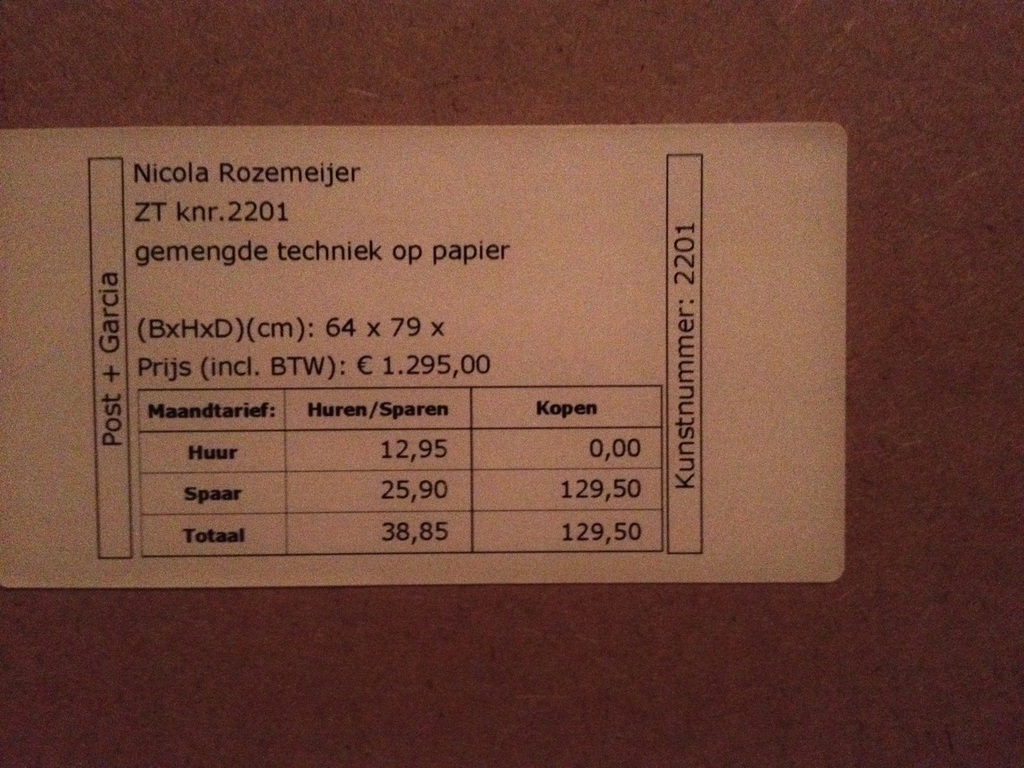 Post + Garcia
Nicola Rozemeijer
ZT knr.2201
gemengde techniek op papier
(BxHxD)(cm): 64 x 79 x
Prijs (incl. BTW): € 1.295,00
Maandtarief: Huren/Sparen Kopen
Huur 12,95 0,00
Spaar 25,90 129,50
Totaal 38,85 129,50
Kunstnummer: 2201